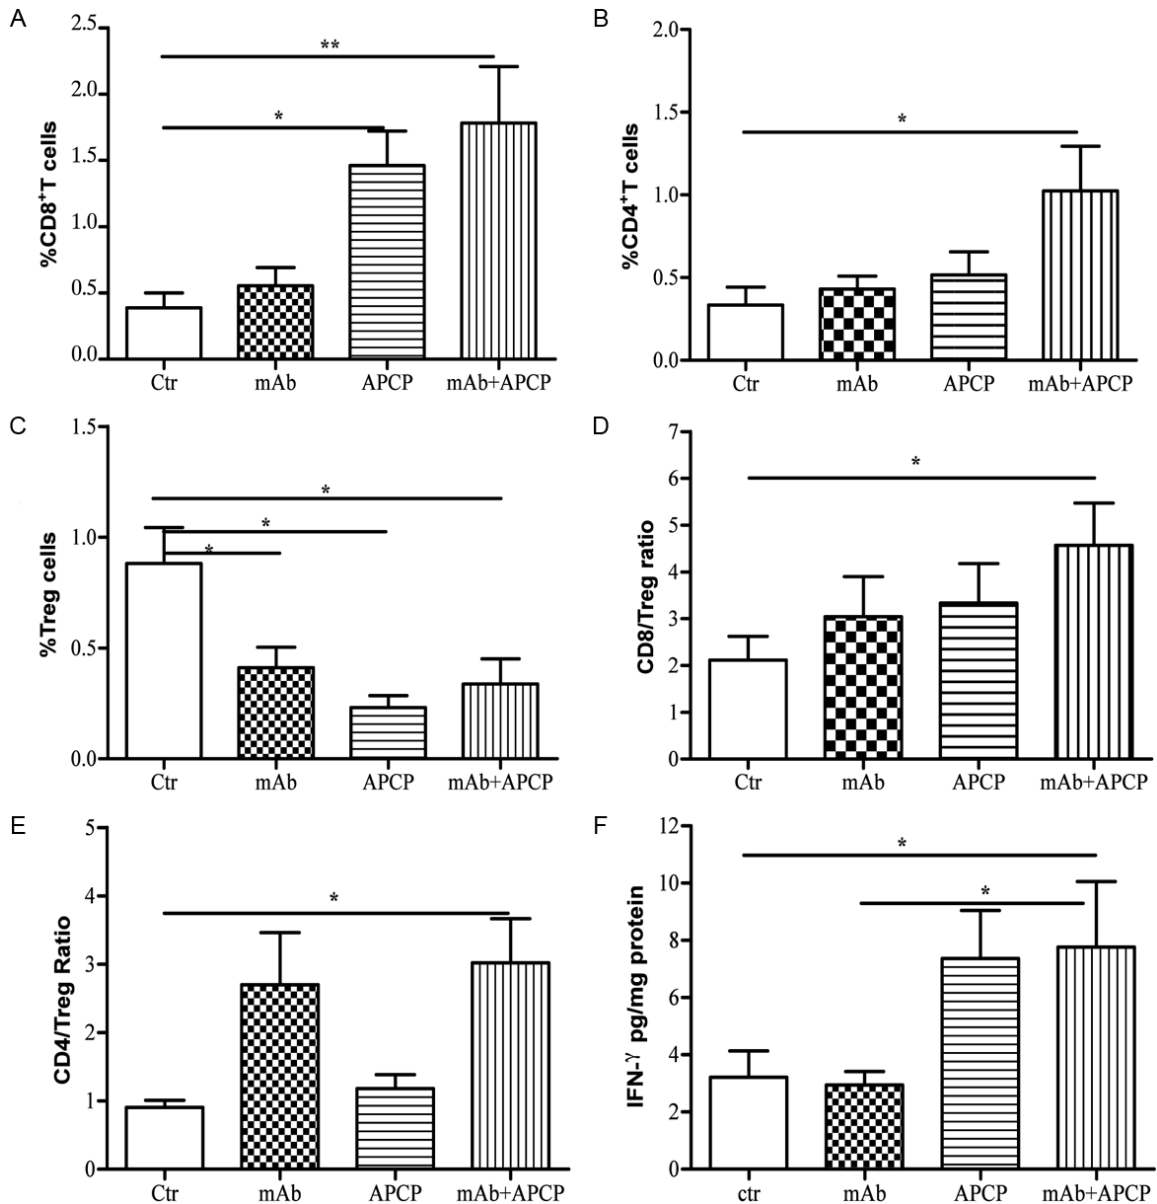 A
2.5
2.0
1.5
1.0
0.5
0.0
%CD8+T cells
**
*
Ctr mAb APCP mAb+APCP
B
2.0
1.5
1.0
0.5
0.0
%CD4+T cells
*
Ctr mAb APCP mAb+APCP
C
1.5
1.0
0.5
0.0
%Treg cells
*
*
*
Ctr mAb APCP mAb+APCP
D
7
6
5
4
3
2
1
0
CD8/Treg ratio
*
Ctr mAb APCP mAb+APCP
E
5
4
3
2
1
0
CD4/Treg Ratio
*
Ctr mAb APCP mAb+APCP
F
12
10
8
6
4
2
0
IFN-γ pg/mg protein
*
*
ctr mAb APCP mAb+APCP